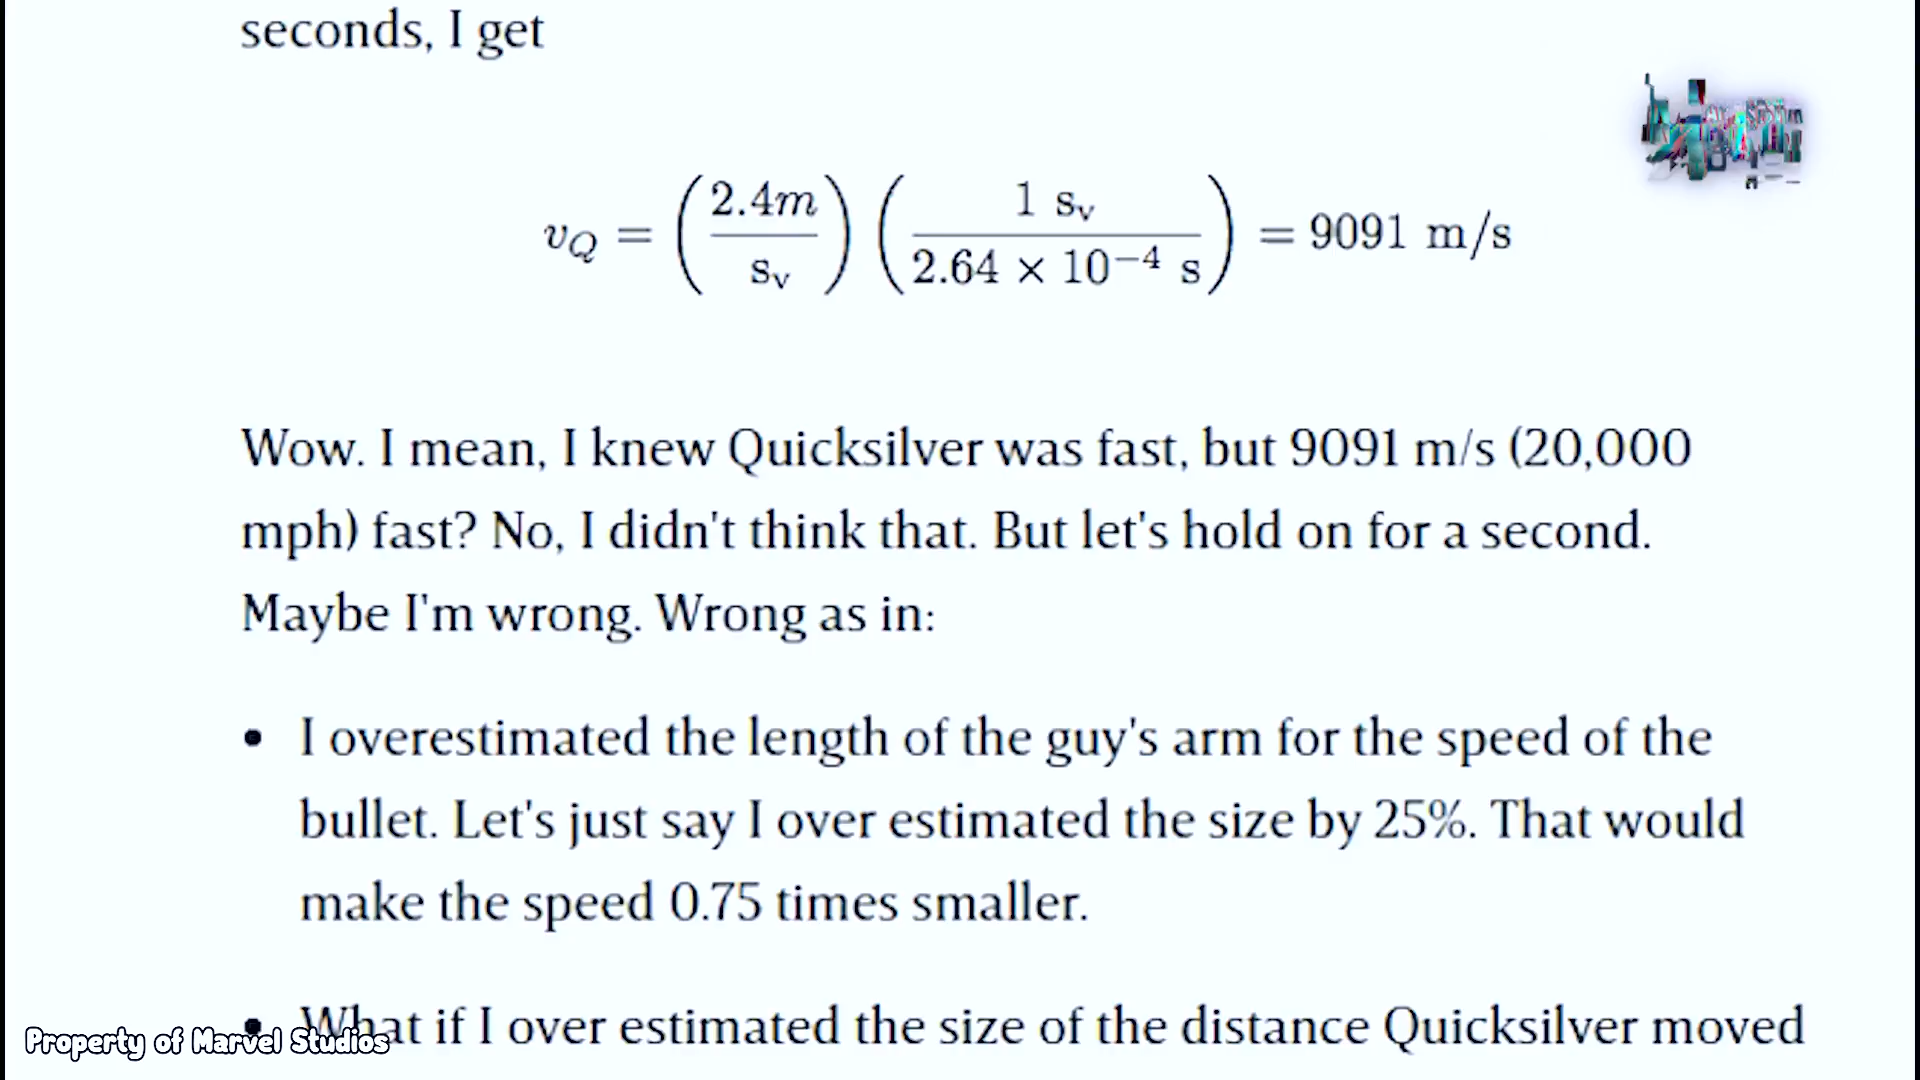 seconds, I get
v_Q = (2.4m / s_v) (1 s_v / 2.64 × 10^−4 s) = 9091 m/s
Wow. I mean, I knew Quicksilver was fast, but 9091 m/s (20,000
mph) fast? No, I didn't think that. But let's hold on for a second.
Maybe I'm wrong. Wrong as in:
• I overestimated the length of the guy's arm for the speed of the
bullet. Let's just say I over estimated the size by 25%. That would
make the speed 0.75 times smaller.
• What if I over estimated the size of the distance Quicksilver moved
Property of Marvel Studios